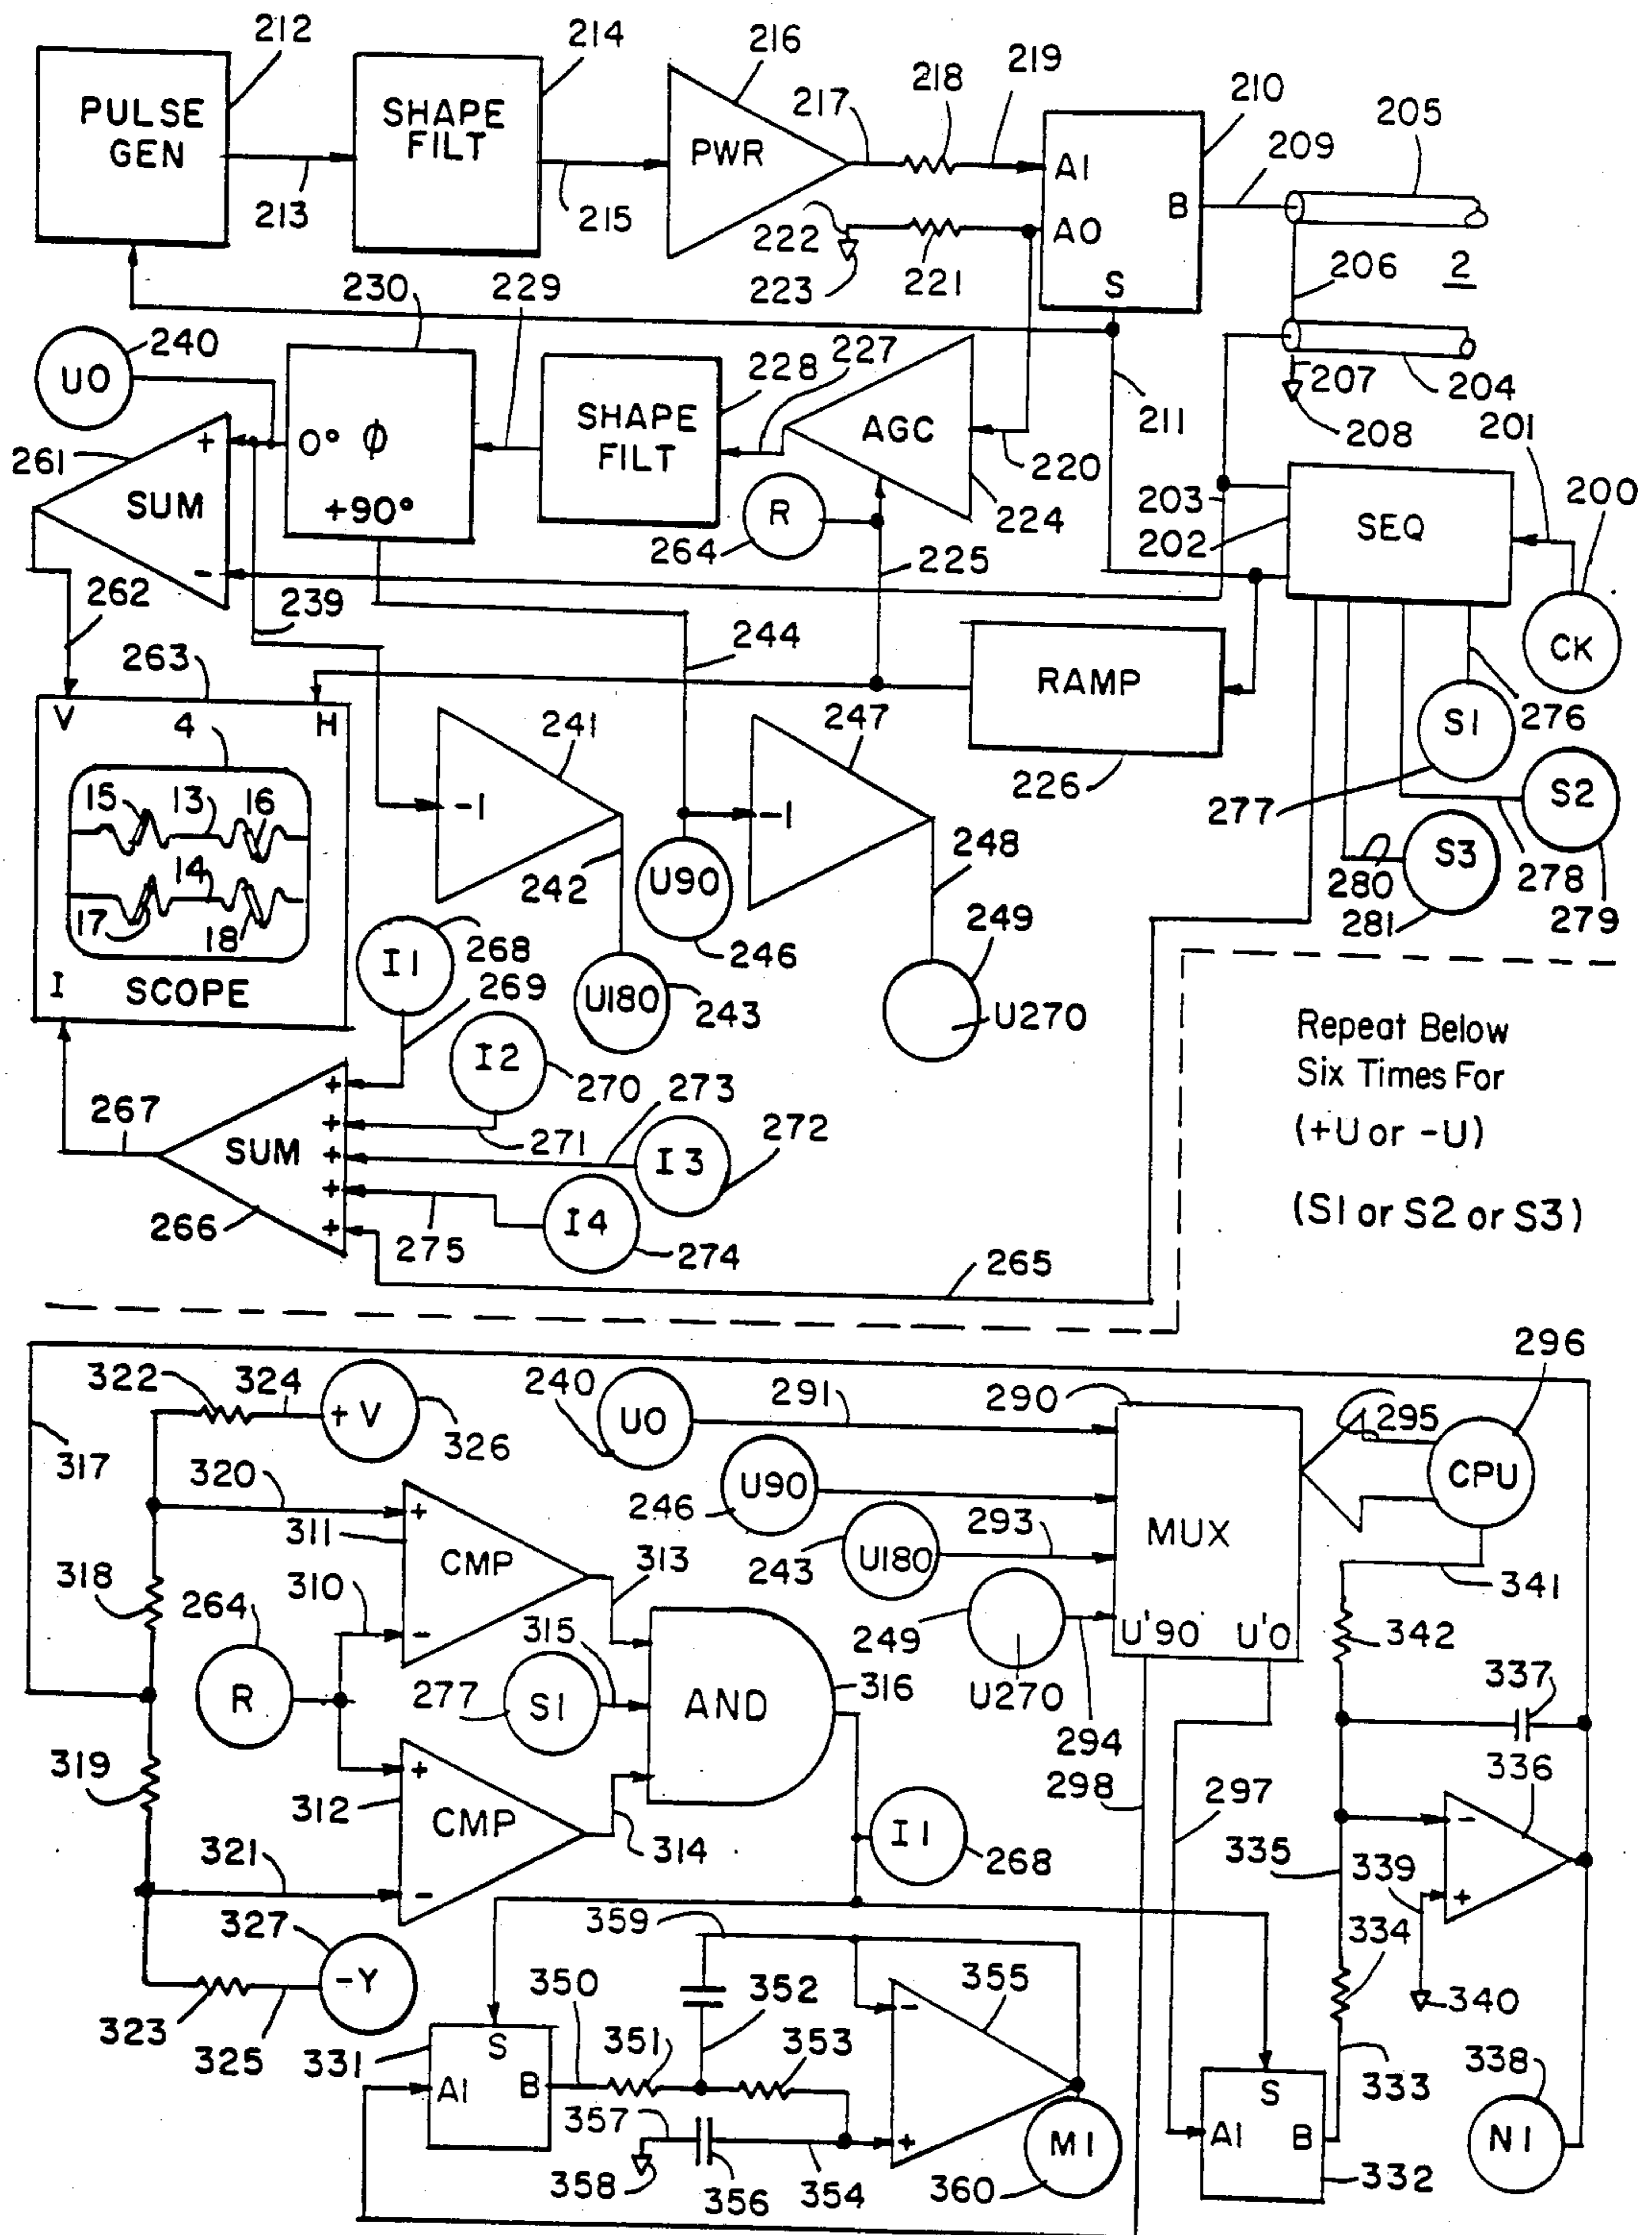 212
214
216
218
219
210
205
PULSE
GEN
SHAPE
FILT
217
PWR
A1
209
B
213
215
222
A0
223
221
S
206
2
230
229
227
207
204
240
U0
228
211
208
201
0° Φ
SHAPE
FILT
AGC
261
+
SUM
+90°
220
203
200
R
224
SEQ
264
202
-
225
262
239
244
CK
263
RAMP
V
4
H
241
247
S1
276
226
15
13
16
-1
-1
277
S2
14
242
U90
248
S3
17
18
280
278
279
268
246
249
281
I1
I
SCOPE
269
U180
243
U270
Repeat Below
Six Times For
(+U or -U)
(S1 or S2 or S3)
I2
270
273
267
+
+
+
+
+
SUM
271
272
I3
266
I4
275
274
265
296
322
324
+V
326
240
U0
291
290
295
CPU
317
320
U90
246
311
+
CMP
313
U180
293
MUX
243
341
318
310
264
-
315
249
U'90
U'0
342
R
277
S1
AND
316
U270
294
337
319
+
312
CMP
314
I1
268
298
297
336
-
321
-
335
339
+
327
359
334
-Y
350
352
355
340
323
325
331
S
351
353
-
338
333
S
A1
B
357
+
M1
A1
B
N1
358
356
354
360
332